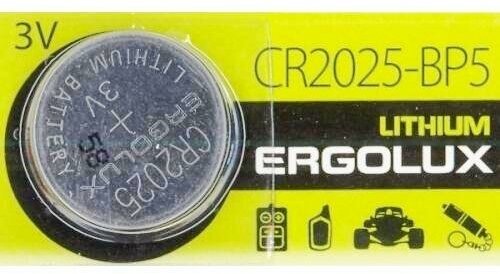 3V
CR2025-BP5
LITHIUM
ERGOLUX
LITHIUM BATTERY
3V
+
ERGOLUX
CR2025
58